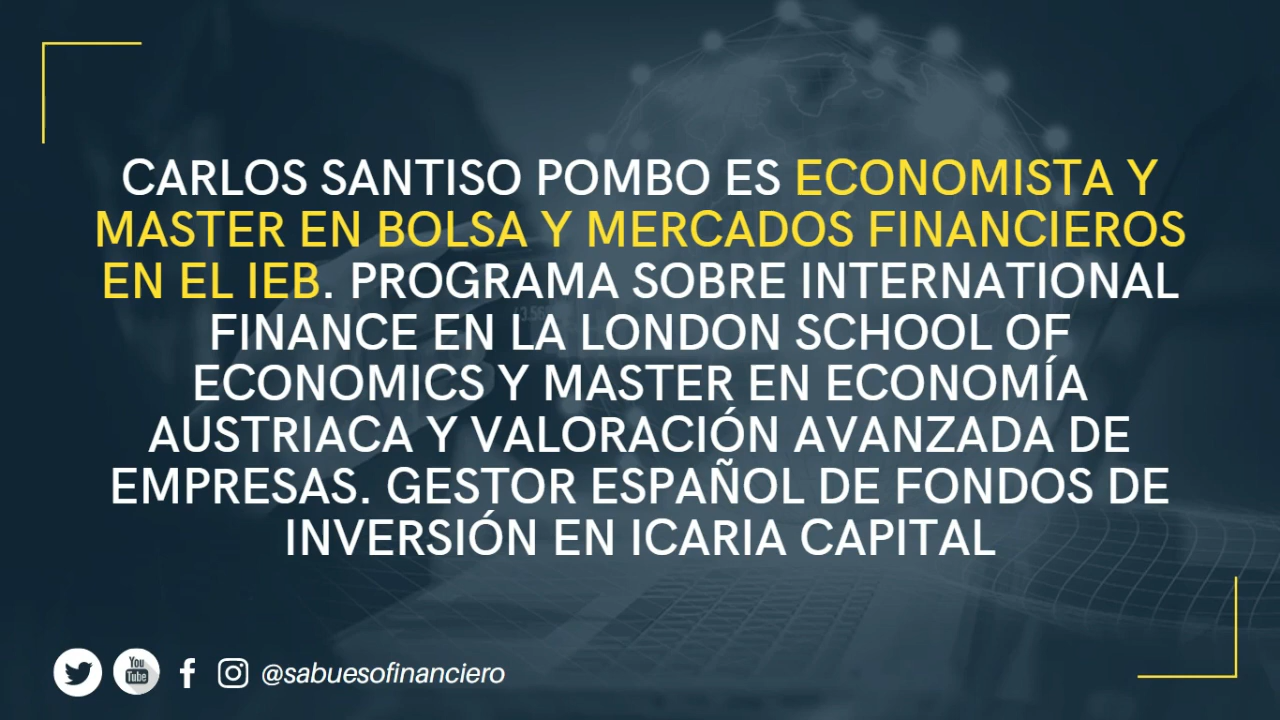 CARLOS SANTISO POMBO ES ECONOMISTA Y
MASTER EN BOLSA Y MERCADOS FINANCIEROS
EN EL IEB. PROGRAMA SOBRE INTERNATIONAL
FINANCE EN LA LONDON SCHOOL OF
ECONOMICS Y MASTER EN ECONOMÍA
AUSTRIACA Y VALORACIÓN AVANZADA DE
EMPRESAS. GESTOR ESPAÑOL DE FONDOS DE
INVERSIÓN EN ICARIA CAPITAL
You
Tube
@sabuesofinanciero